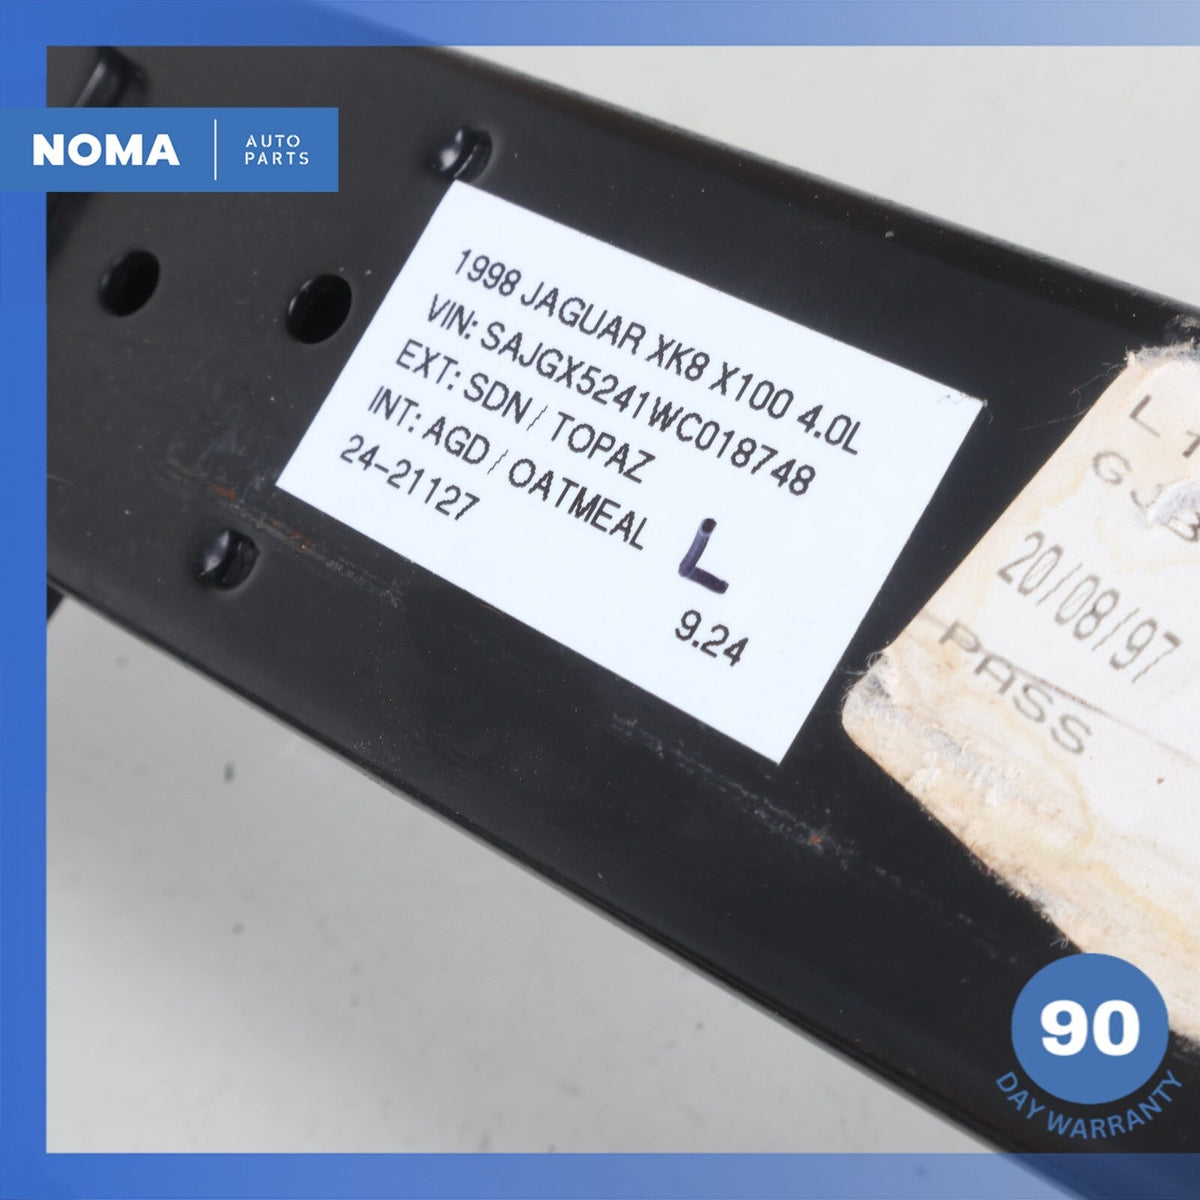 NOMA
AUTO
PARTS
1998 JAGUAR XK8 X100 4.0L
VIN: SAJGX5241WC018748
EXT: SDN / TOPAZ
INT: AGD / OATMEAL
24-21127
L
9.24
20/08/97
PASS
90
DAY WARRANTY